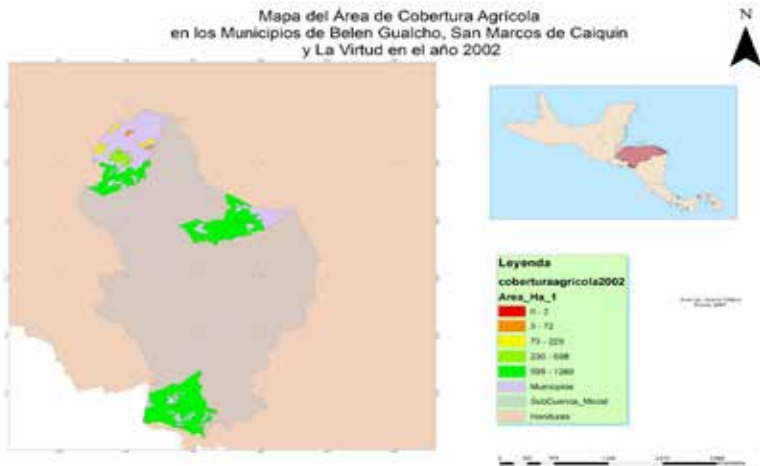 Mapa del Área de Cobertura Agrícola
en los Municipios de Belen Gualcho, San Marcos de Caiquin
y La Virtud en el año 2002
N
Leyenda
coberturaagricola2002
Area_Ha_1
0 - 2
3 - 72
73 - 229
230 - 598
599 - 1289
Municipios
SubCuenca_Mocal
Honduras